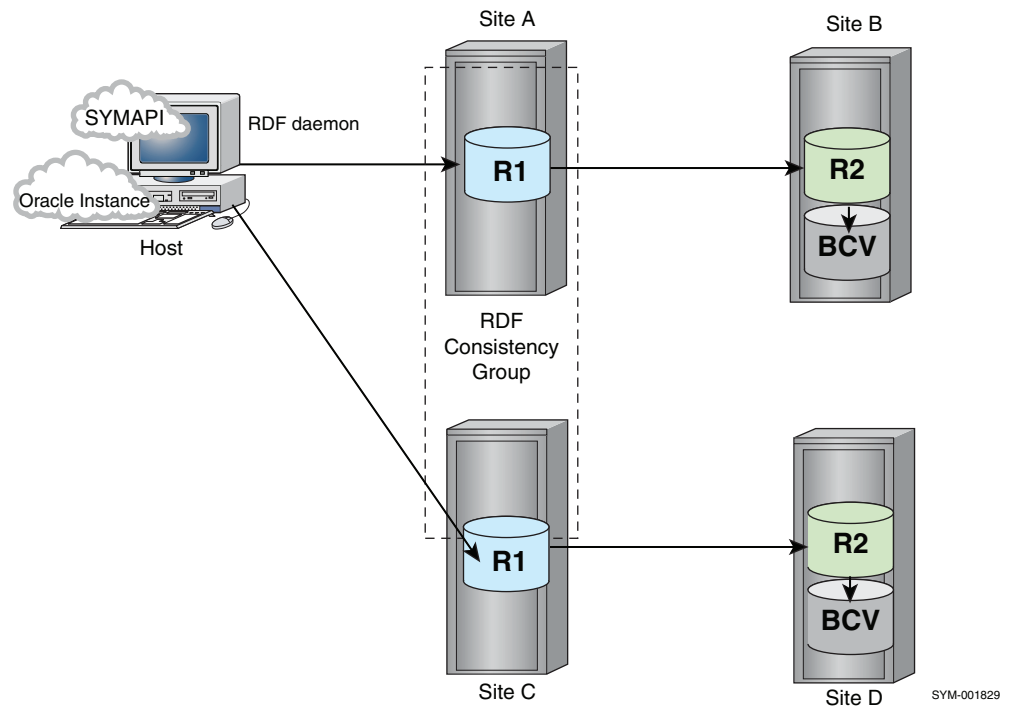 Site A
Site B
SYMAPI
RDF daemon
R1
R2
Oracle Instance
BCV
Host
RDF
Consistency
Group
R2
R1
BCV
Site C
Site D
SYM-001829